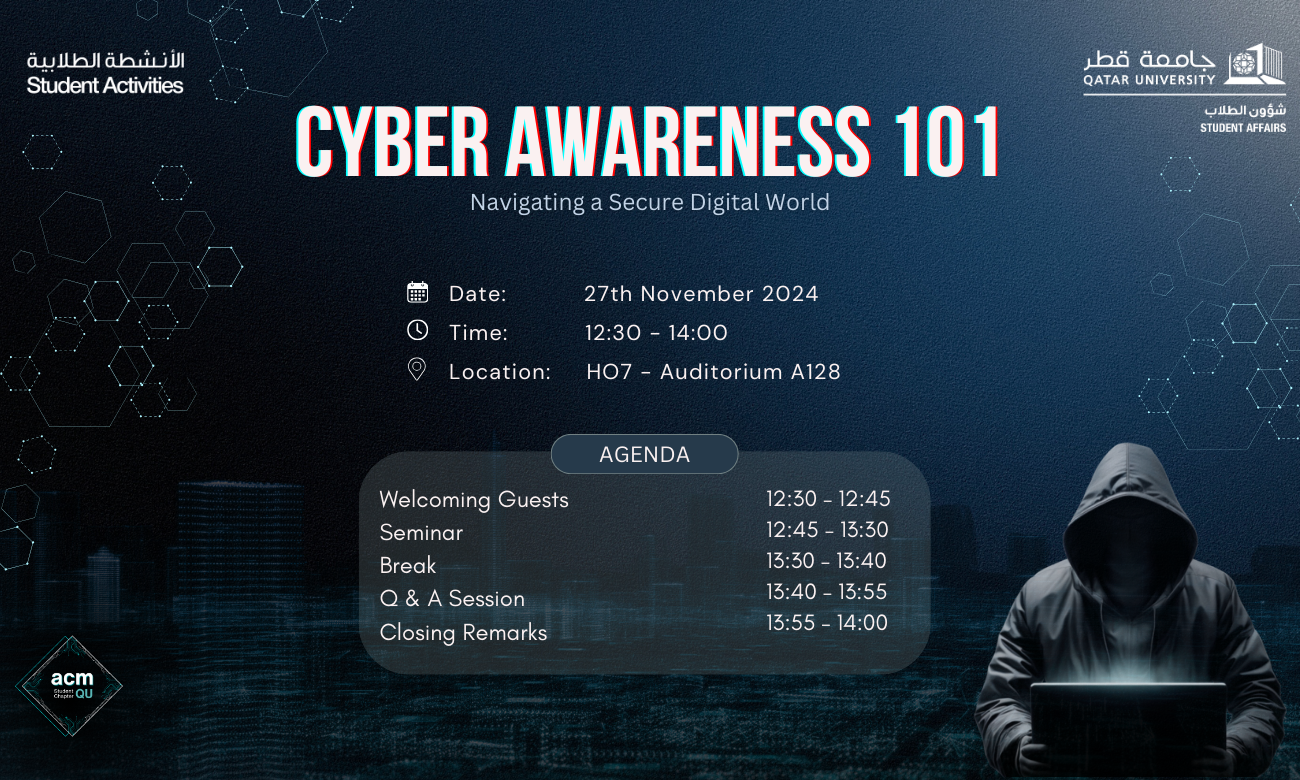 الأنشطة الطلابية
Student Activities
جامعة قطر
QATAR UNIVERSITY
شؤون الطلاب
STUDENT AFFAIRS
CYBER AWARENESS 101
Navigating a Secure Digital World
Date: 27th November 2024
Time: 12:30 - 14:00
Location: HO7 - Auditorium A128
AGENDA
Welcoming Guests 12:30 - 12:45
Seminar 12:45 - 13:30
Break 13:30 - 13:40
Q & A Session 13:40 - 13:55
Closing Remarks 13:55 - 14:00
acm
Student
Chapter QU